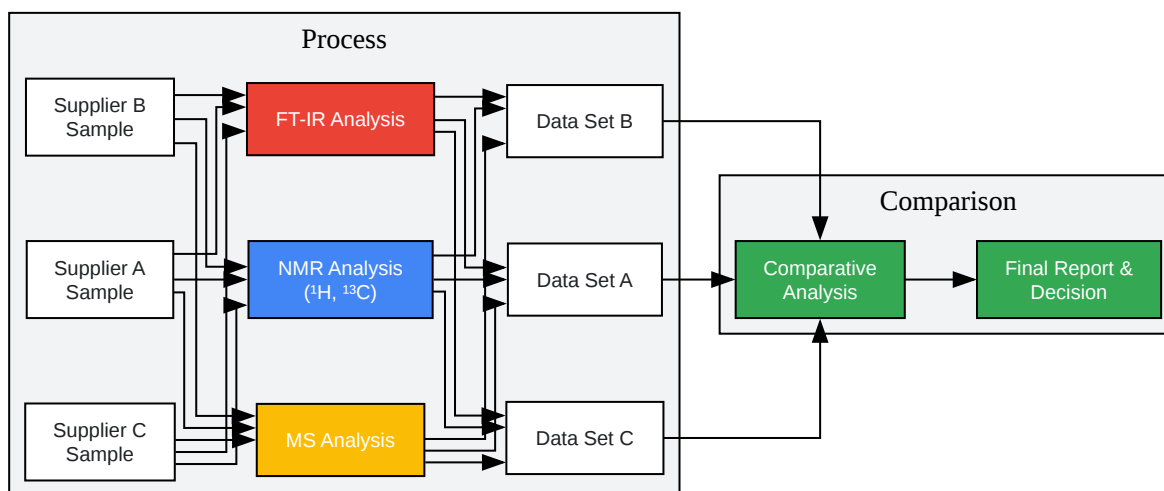 Process
Supplier B
Sample
FT-IR Analysis
Data Set B
Supplier A
Sample
NMR Analysis
(¹H, ¹³C)
Data Set A
Supplier C
Sample
MS Analysis
Data Set C
Comparison
Comparative
Analysis
Final Report &
Decision